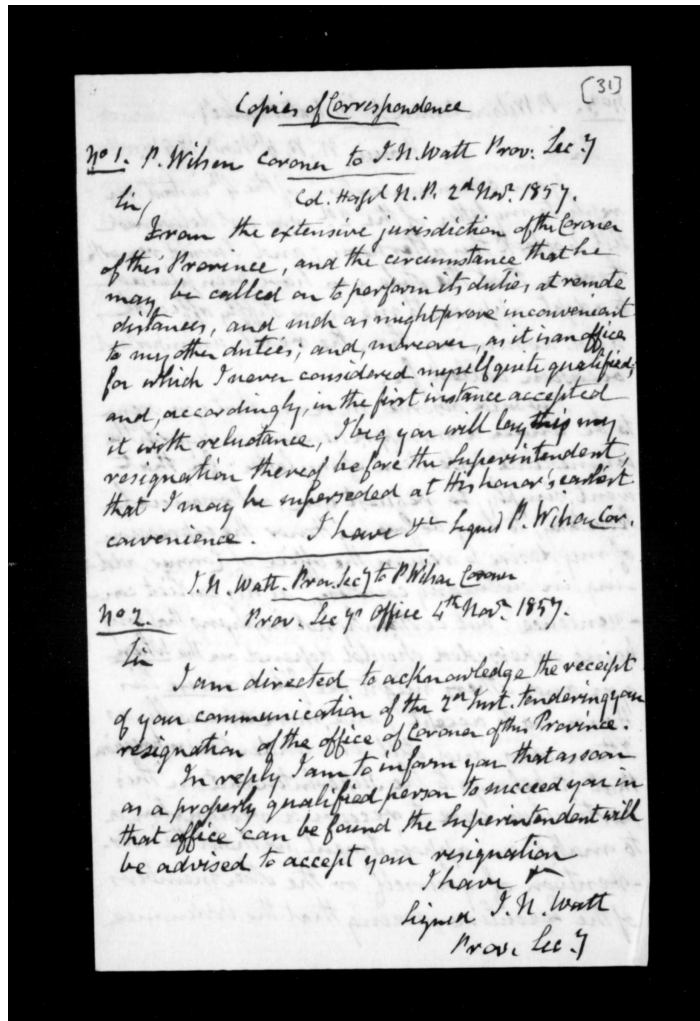 [31]
Copies of Correspondence
No 1. P. Wilson Coroner to I. N. Watt Prov. Secy
Col. Hospl N. P. 2nd Novr. 1857.
Sir,
From the extensive jurisdiction of the Coroner
of this Province, and the circumstance that he
may be called on to perform its duties at remote
distances, and such as might prove inconvenient
to my other duties; and, moreover, as it is an office
for which I never considered myself quite qualified;
and, accordingly, in the first instance accepted
it with reluctance, I beg you will lay this my
resignation thereof before the Superintendent,
that I may be superseded at His honor's earliest
convenience. I have &c Signed P. Wilson Cor.
I. N. Watt. Prov. Secy to P Wilson Coroner
No 2. Prov. Secys Office 4th Novr. 1857.
Sir
I am directed to acknowledge the receipt
of your communication of the 2nd Inst. tendering your
resignation of the office of Coroner of this Province.
In reply I am to inform you that as soon
as a properly qualified person to succeed you in
that office can be found the Superintendent will
be advised to accept your resignation
I have &c
Signed I. N. Watt
Prov. Secy